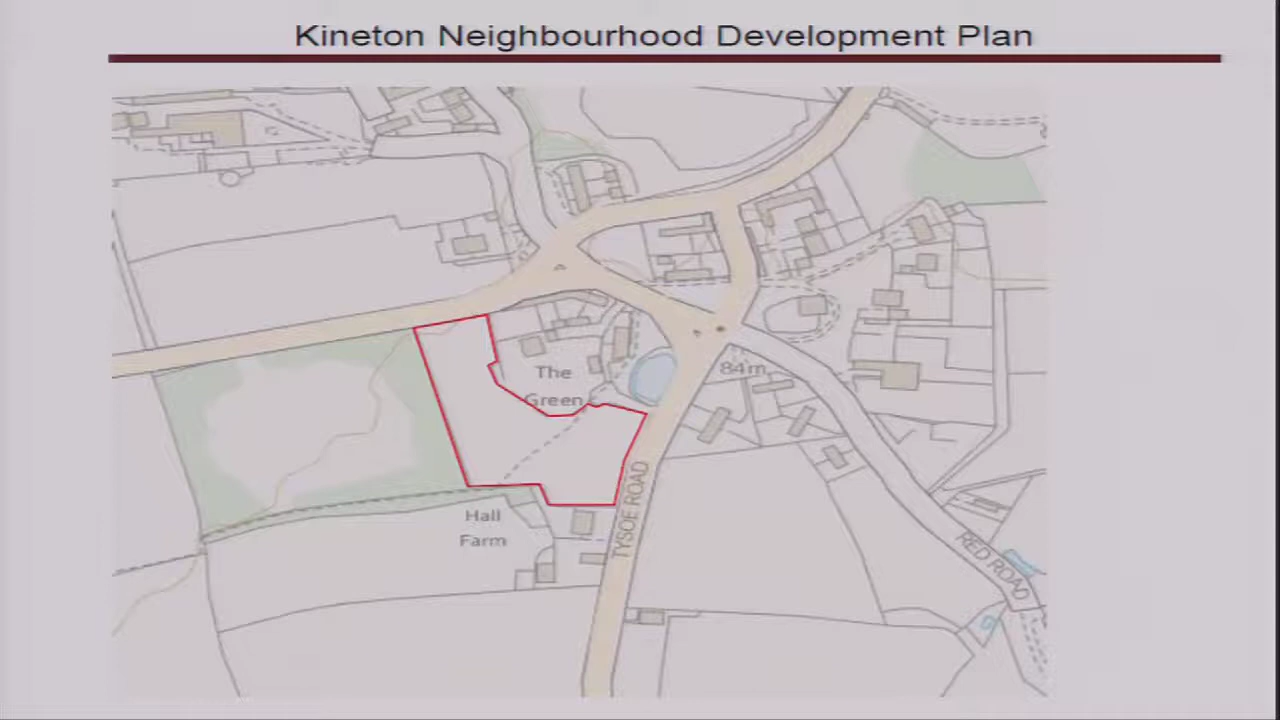 Kineton Neighbourhood Development Plan
The
Green
84m
TYSOE ROAD
Hall
Farm
RED ROAD